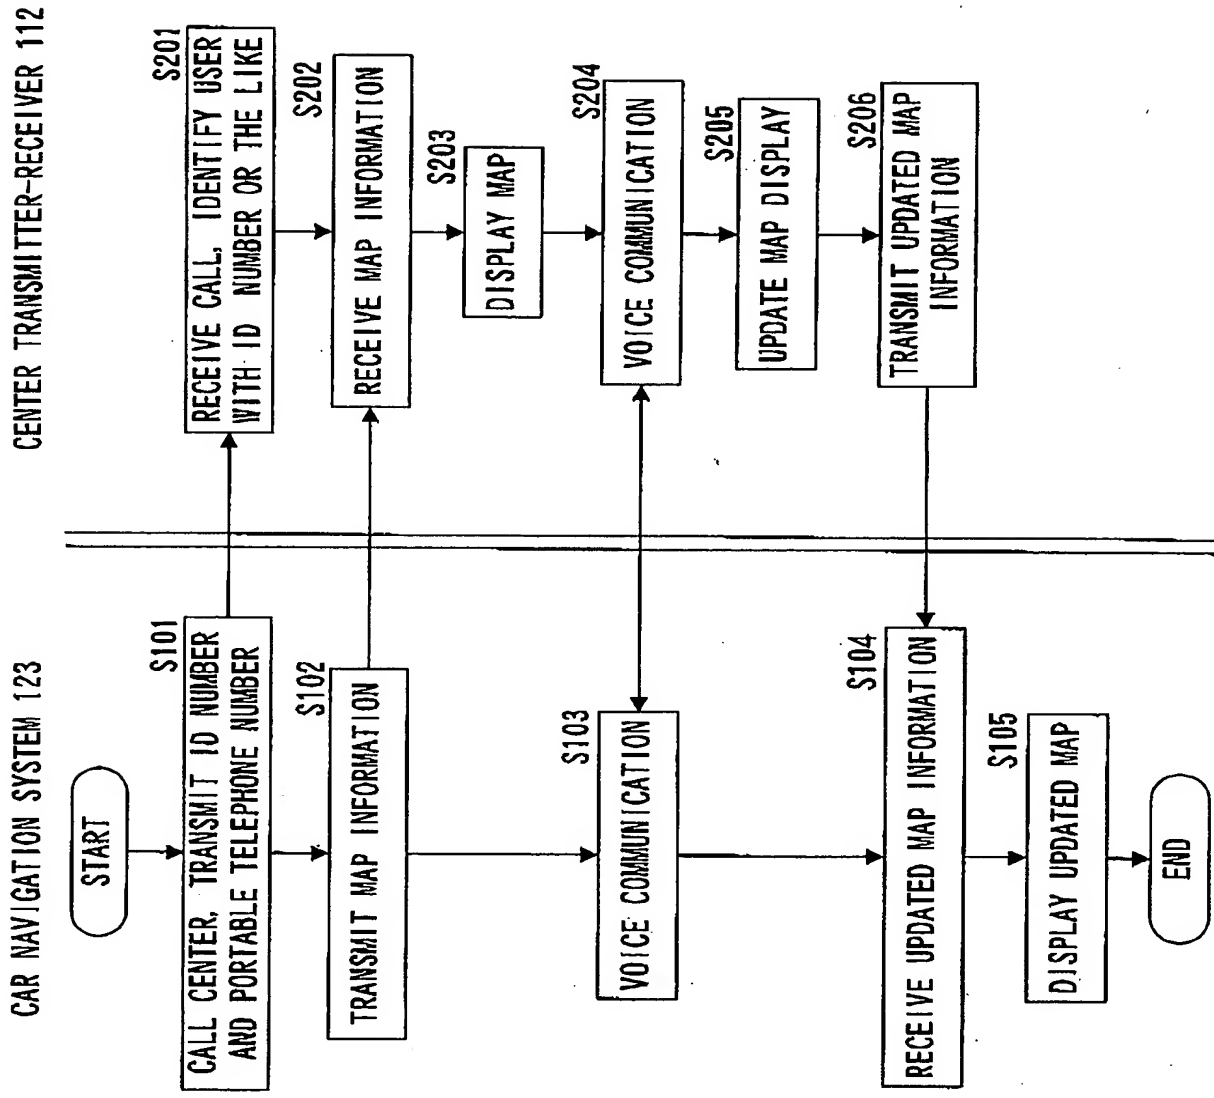 CAR NAVIGATION SYSTEM 123
START
S101
CALL CENTER, TRANSMIT ID NUMBER
AND PORTABLE TELEPHONE NUMBER
S102
TRANSMIT MAP INFORMATION
S103
VOICE COMMUNICATION
S104
RECEIVE UPDATED MAP INFORMATION
S105
DISPLAY UPDATED MAP
END
CENTER TRANSMITTER-RECEIVER 112
S201
RECEIVE CALL, IDENTIFY USER
WITH ID NUMBER OR THE LIKE
S202
RECEIVE MAP INFORMATION
S203
DISPLAY MAP
S204
VOICE COMMUNICATION
S205
UPDATE MAP DISPLAY
S206
TRANSMIT UPDATED MAP
INFORMATION